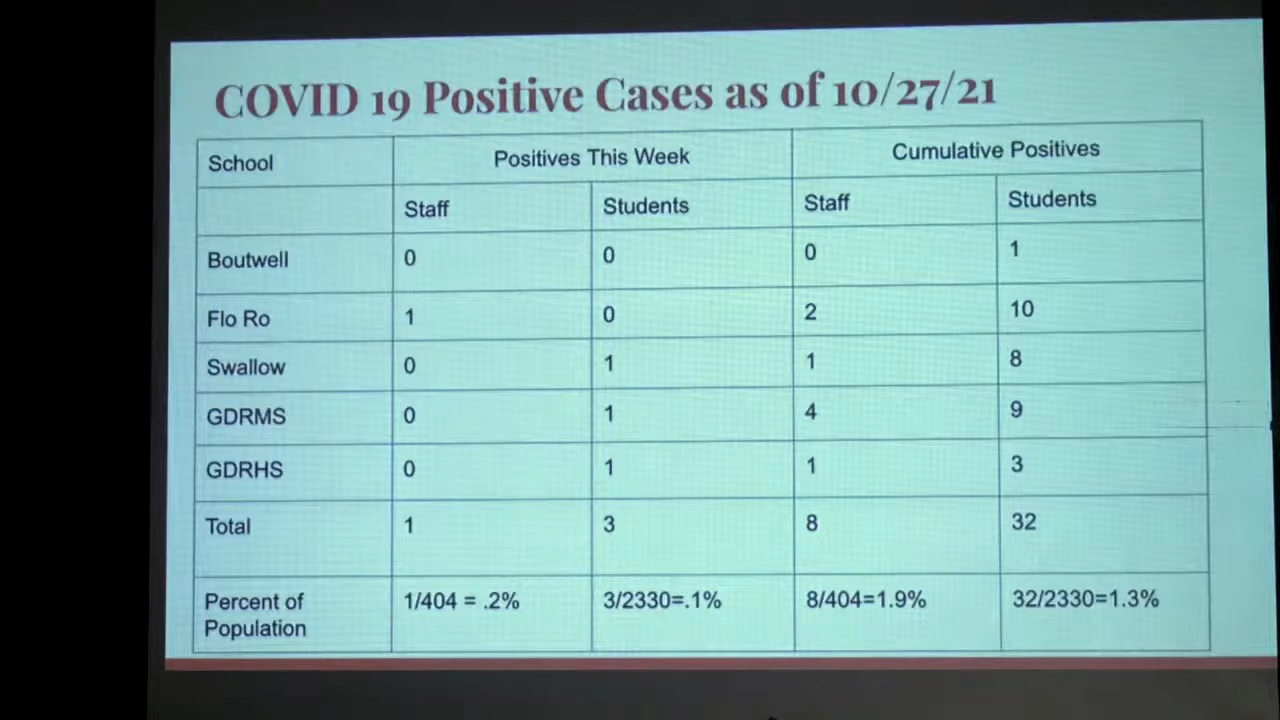 COVID 19 Positive Cases as of 10/27/21
School Positives This Week Cumulative Positives
Staff Students Staff Students
Boutwell 0 0 0 1
Flo Ro 1 0 2 10
Swallow 0 1 1 8
GDRMS 0 1 4 9
GDRHS 0 1 1 3
Total 1 3 8 32
Percent of 1/404 = .2% 3/2330=.1% 8/404=1.9% 32/2330=1.3%
Population